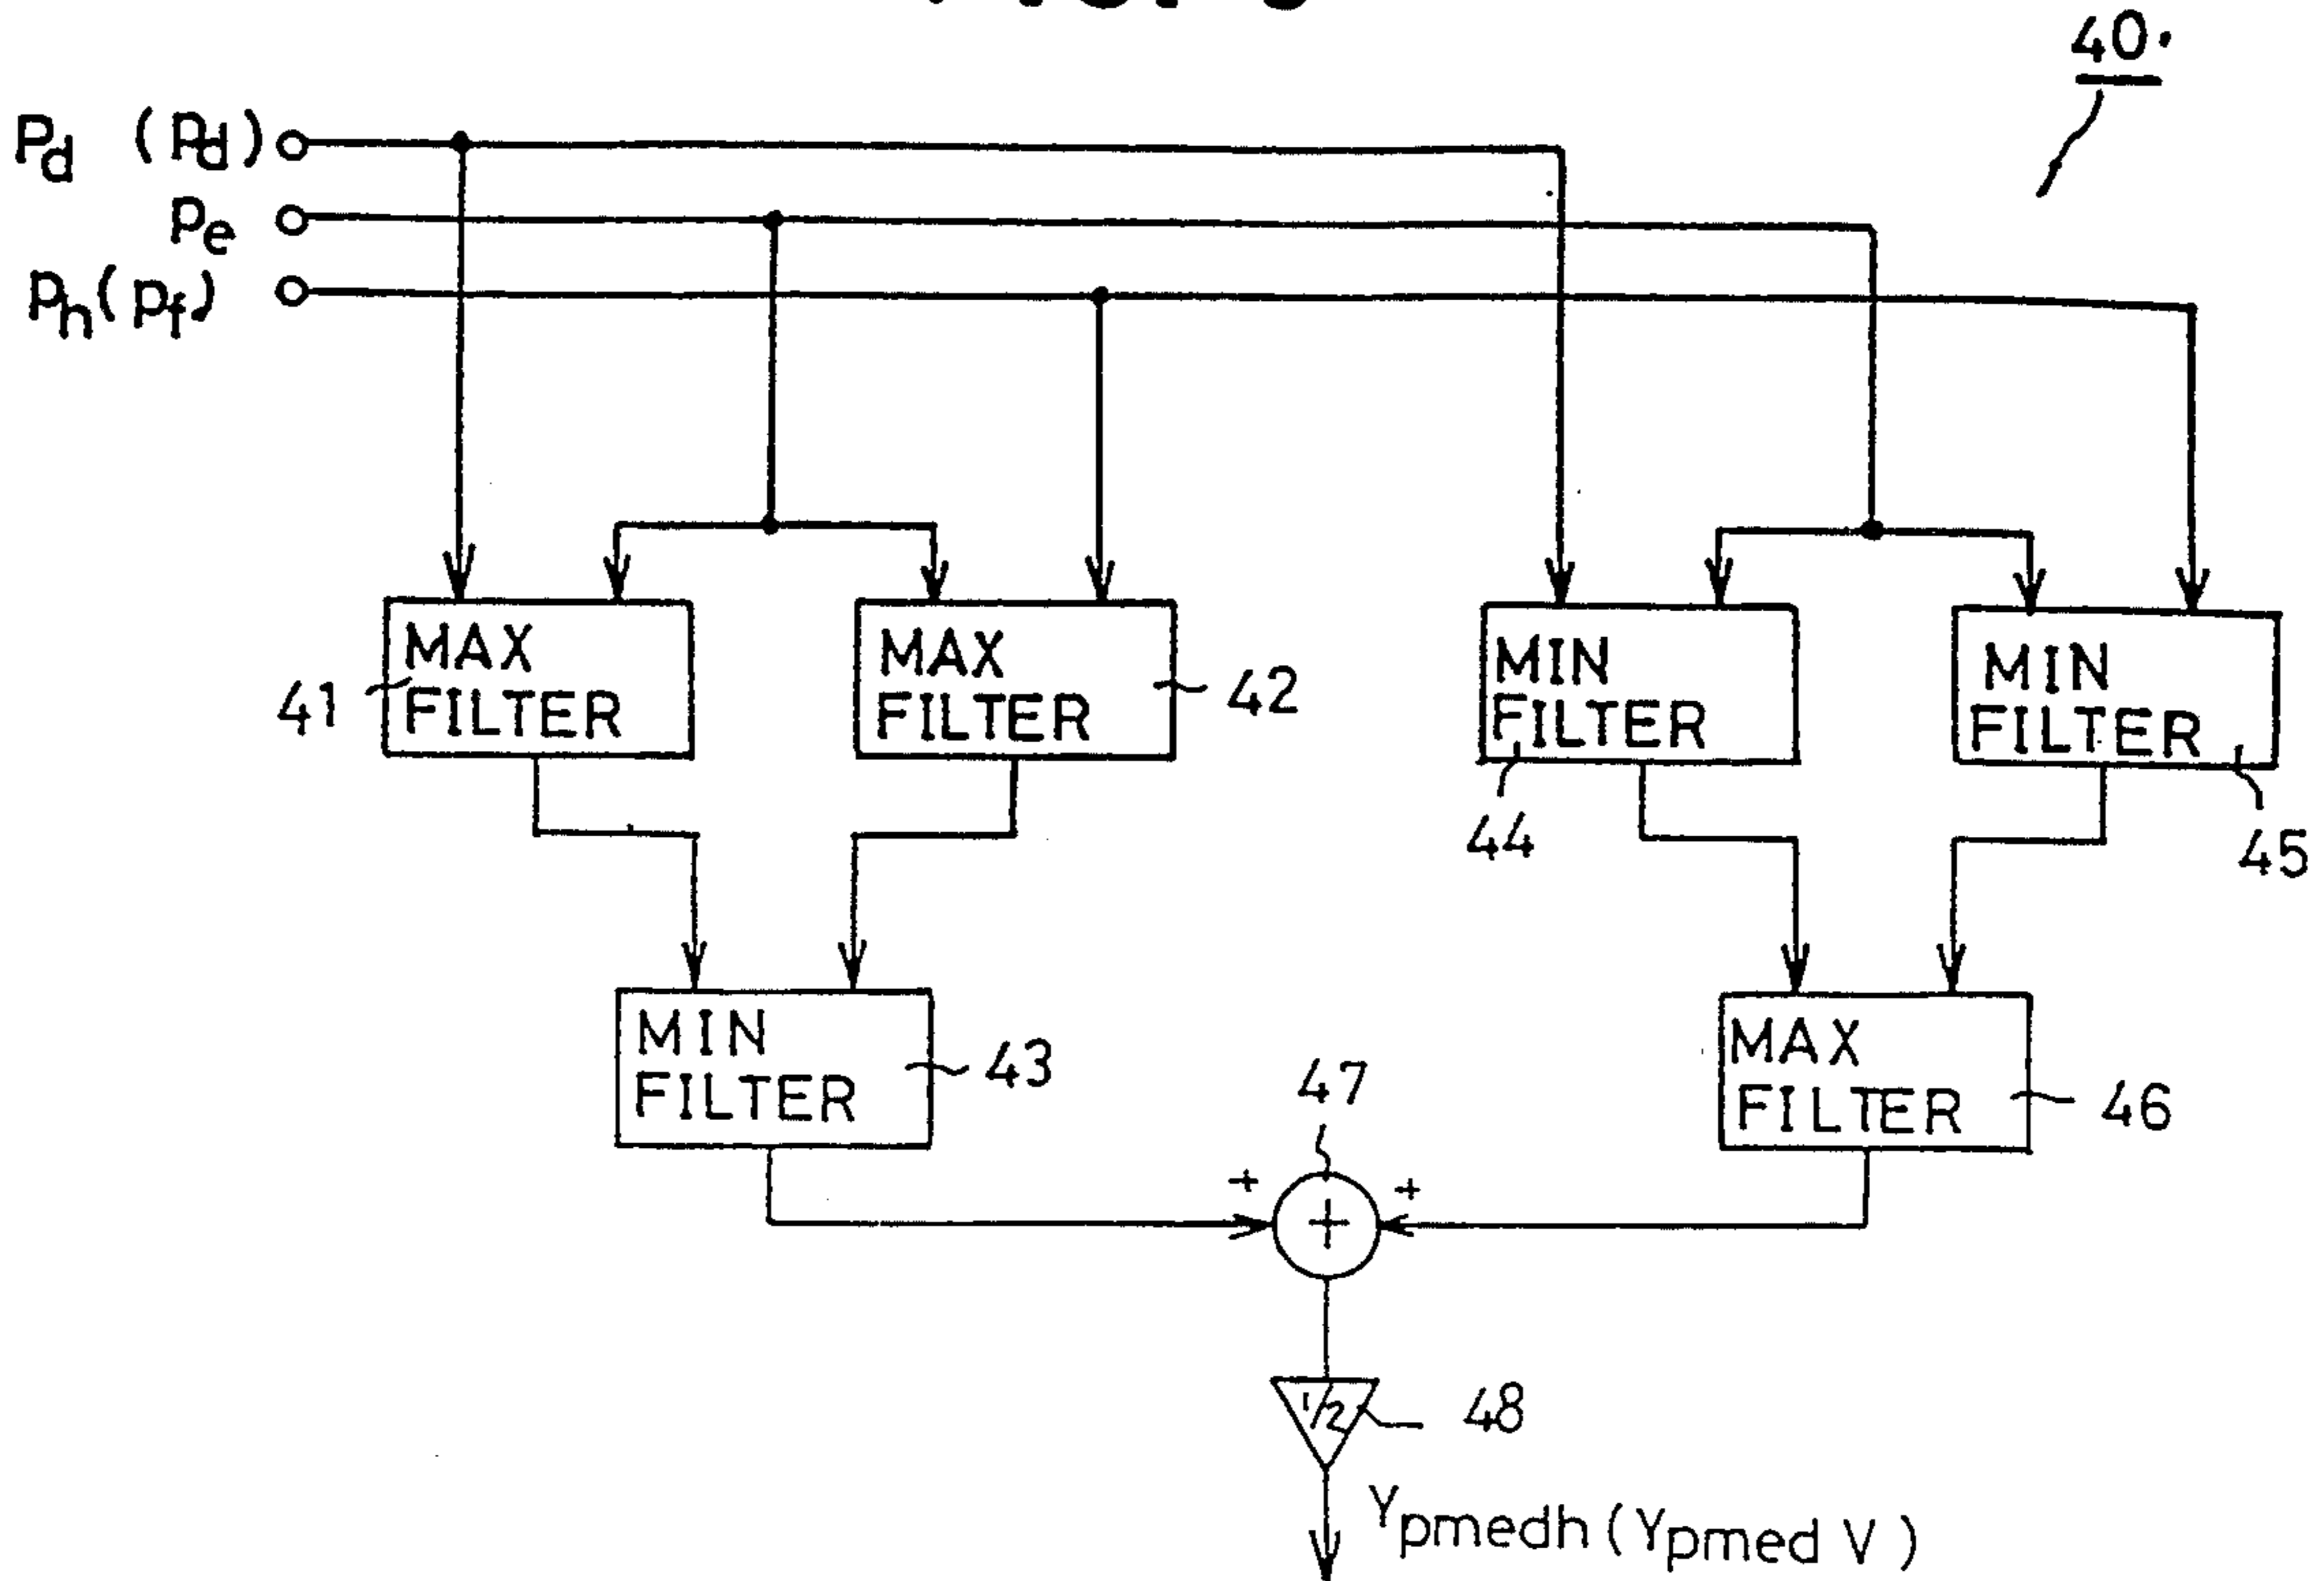 40
Pd (Pd)
Pe
Ph(Pf)
MAX
FILTER
41
MAX
FILTER
42
MIN
FILTER
44
MIN
FILTER
45
MIN
FILTER
43
MAX
FILTER
46
47
+
+
+
1/2
48
Ypmedh (Ypmed V)